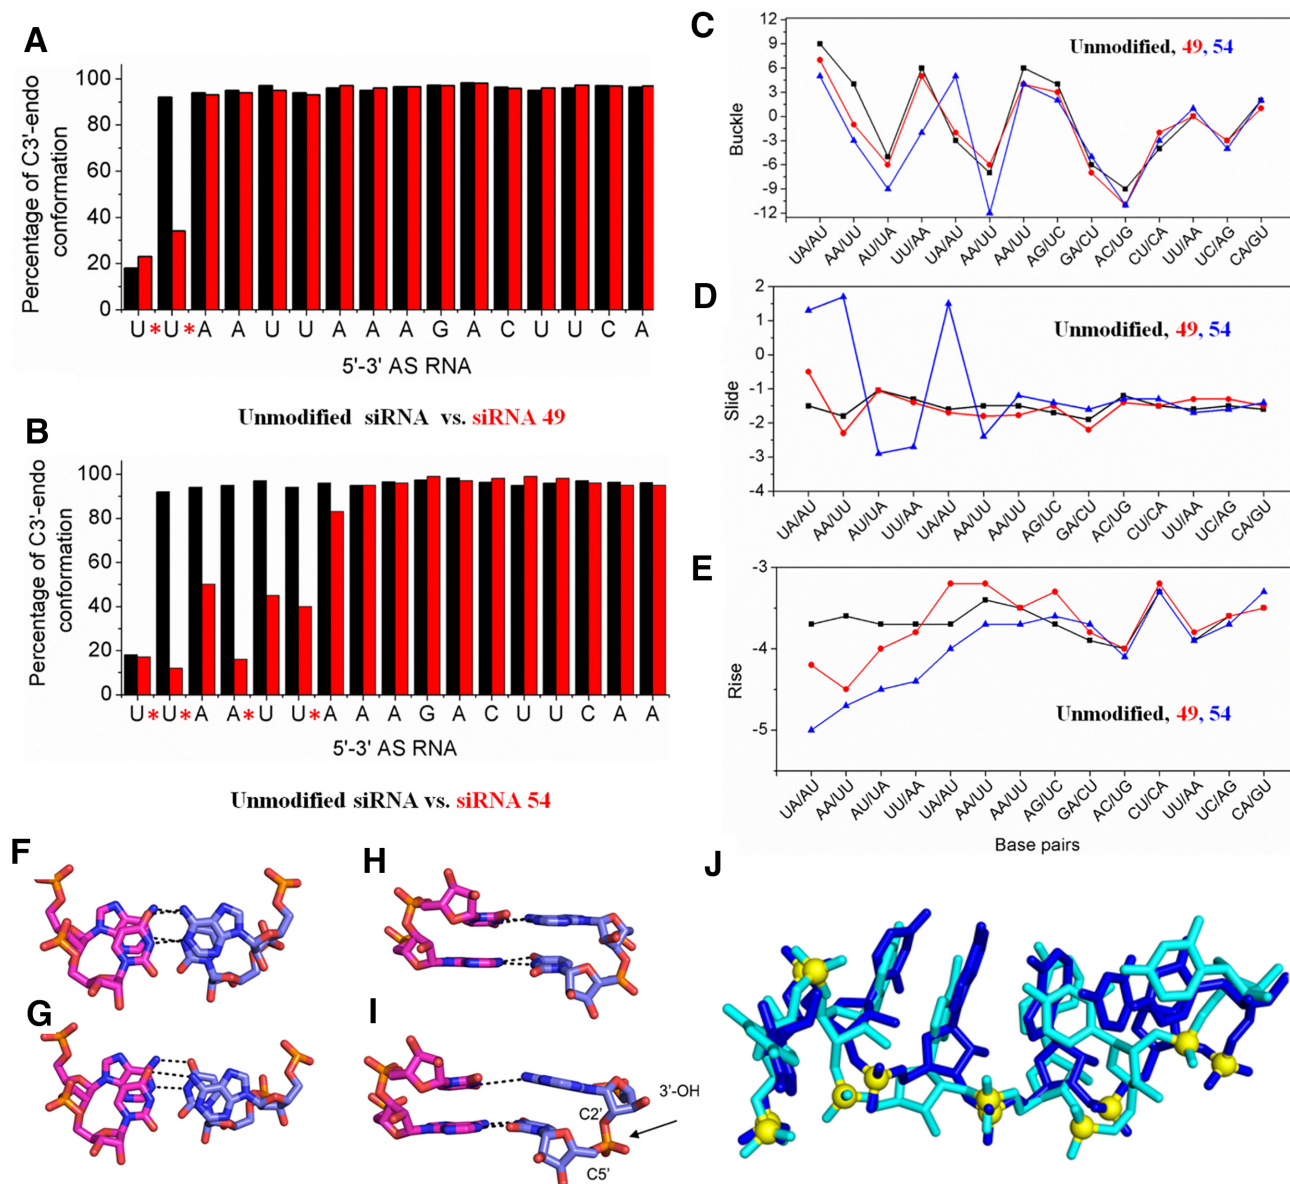 A
Percentage of C3'-endo
conformation
100
80
60
40
20
0
U * U * A A U U A A A G A C U U C A
5'-3' AS RNA
Unmodified siRNA vs. siRNA 49
B
Percentage of C3'-endo
conformation
100
80
60
40
20
0
U * U * A A * U U * A A A G A C U U C A A
5'-3' AS RNA
Unmodified siRNA vs. siRNA 54
C
Buckle
12
9
6
3
0
-3
-6
-9
-12
Unmodified, 49, 54
UA/AU AA/UU AU/UA UU/AA UA/AU AA/UU AA/UU AG/UC GA/CU AC/UG CU/CA UU/AA UC/AG CA/GU
D
Slide
2
1
0
-1
-2
-3
-4
Unmodified, 49, 54
UA/AU AA/UU AU/UA UU/AA UA/AU AA/UU AA/UU AG/UC GA/CU AC/UG CU/CA UU/AA UC/AG CA/GU
E
Rise
-3
-4
-5
Unmodified, 49, 54
UA/AU AA/UU AU/UA UU/AA UA/AU AA/UU AA/UU AG/UC GA/CU AC/UG CU/CA UU/AA UC/AG CA/GU
Base pairs
F
G
H
I
3'-OH
C2'
C5'
J